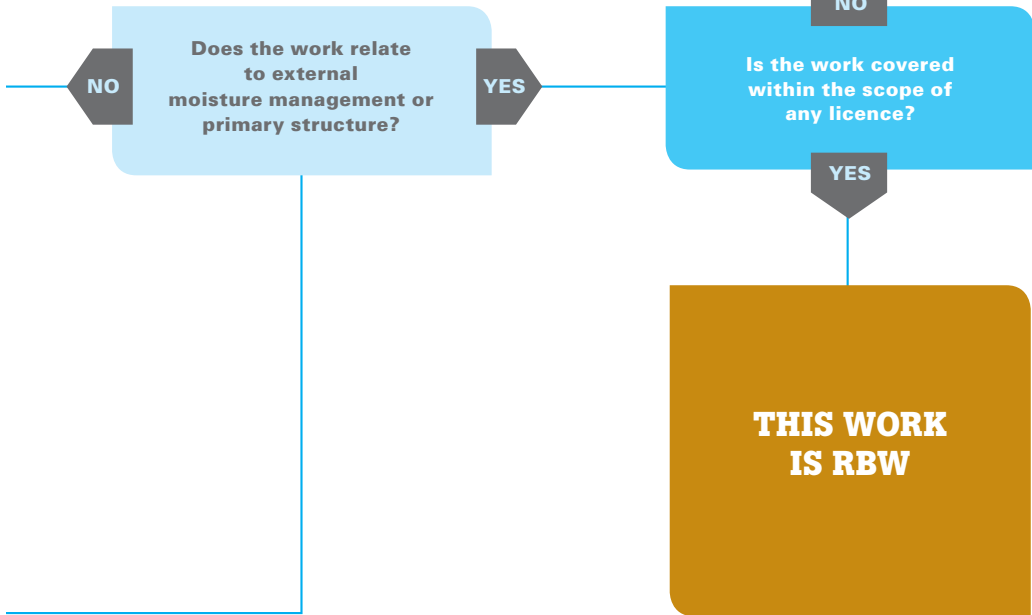 NO
Does the work relate
to external
moisture management or
primary structure?
YES
NO
Is the work covered
within the scope of
any licence?
YES
THIS WORK
IS RBW